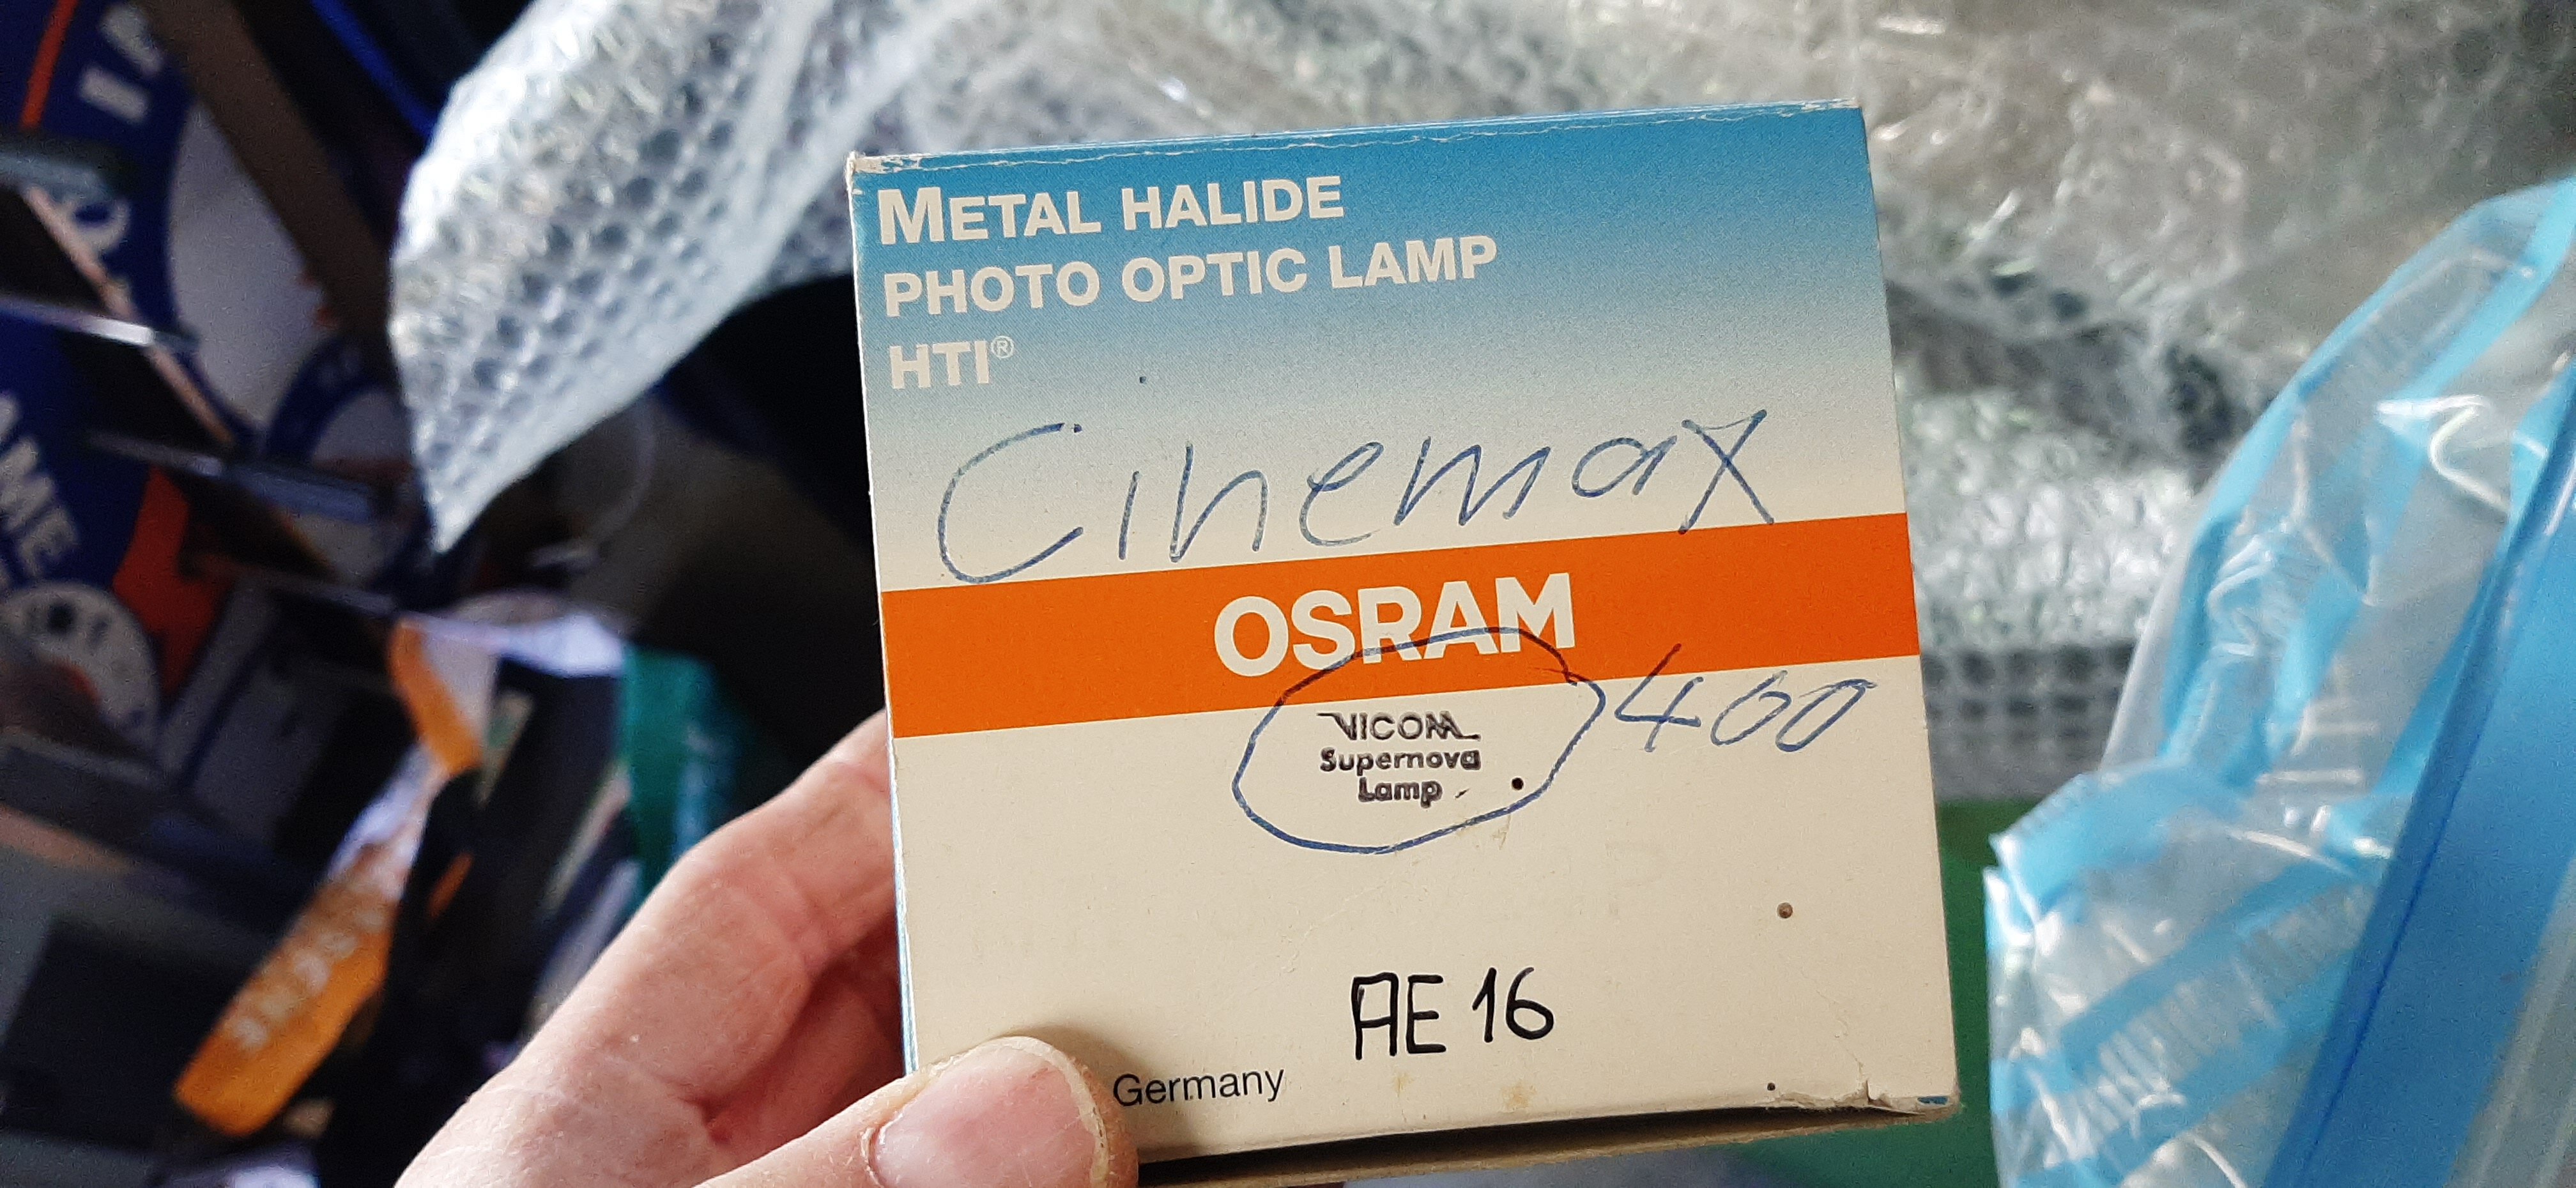 METAL HALIDE
PHOTO OPTIC LAMP
HTI®
Cinemax
OSRAM
VICOM 400
Supernova
Lamp
AE 16
Germany